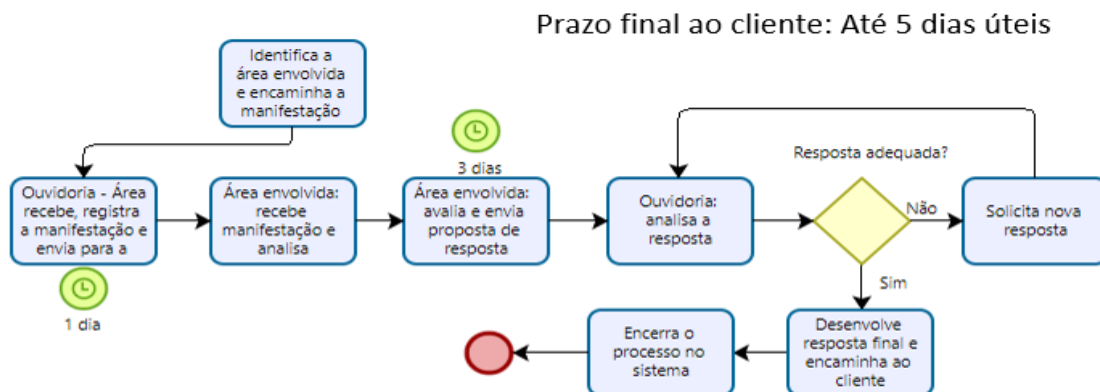 Prazo final ao cliente: Até 5 dias úteis
Identifica a
área envolvida
e encaminha a
manifestação
3 dias
Resposta adequada?
Ouvidoria - Área
recebe, registra
a manifestação e
envia para a
Área envolvida:
recebe
manifestação e
analisa
Área envolvida:
avalia e envia
proposta de
resposta
Ouvidoria:
analisa a
resposta
Não
Solicita nova
resposta
1 dia
Sim
Encerra o
processo no
sistema
Desenvolve
resposta final e
encaminha ao
cliente